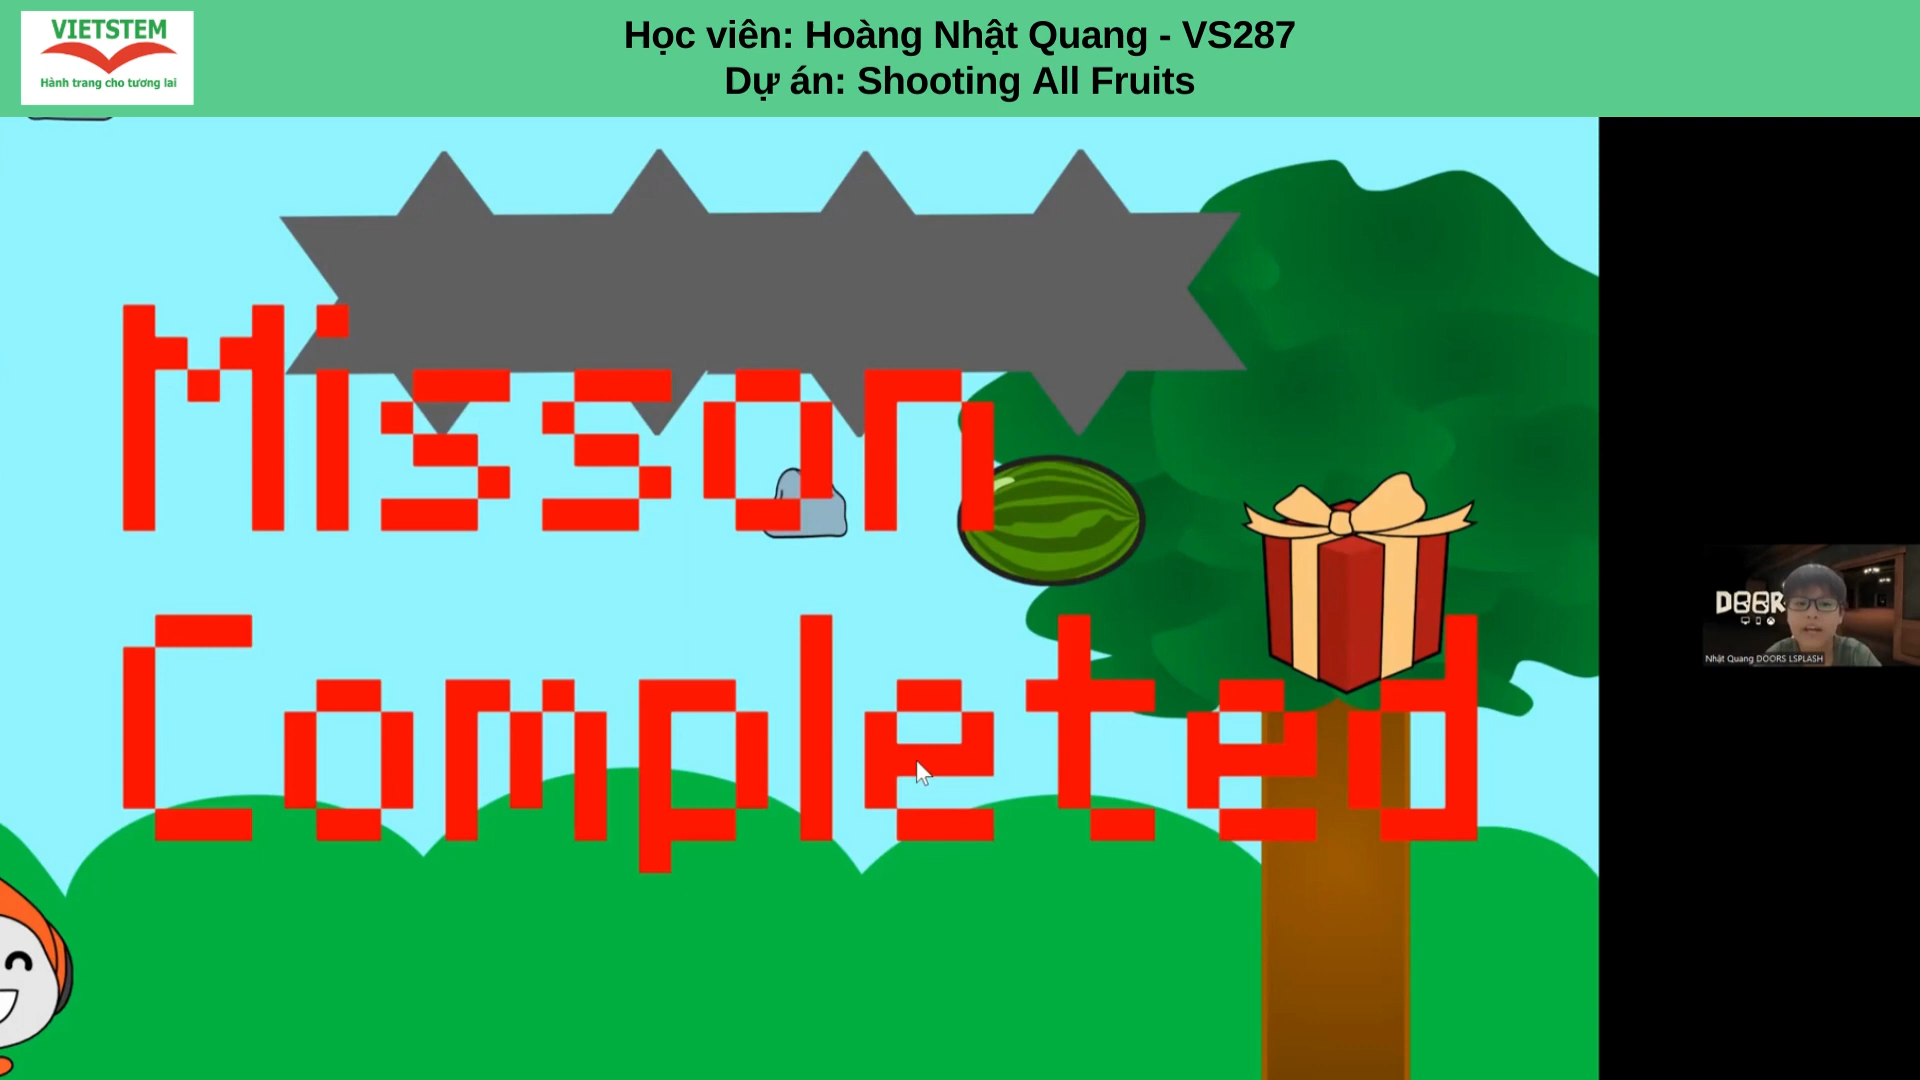 VIETSTEM
Hành trang cho tương lai
Học viên: Hoàng Nhật Quang - VS287
Dự án: Shooting All Fruits
Misson
Completed
DOOR
Nhật Quang DOORS LSPLASH